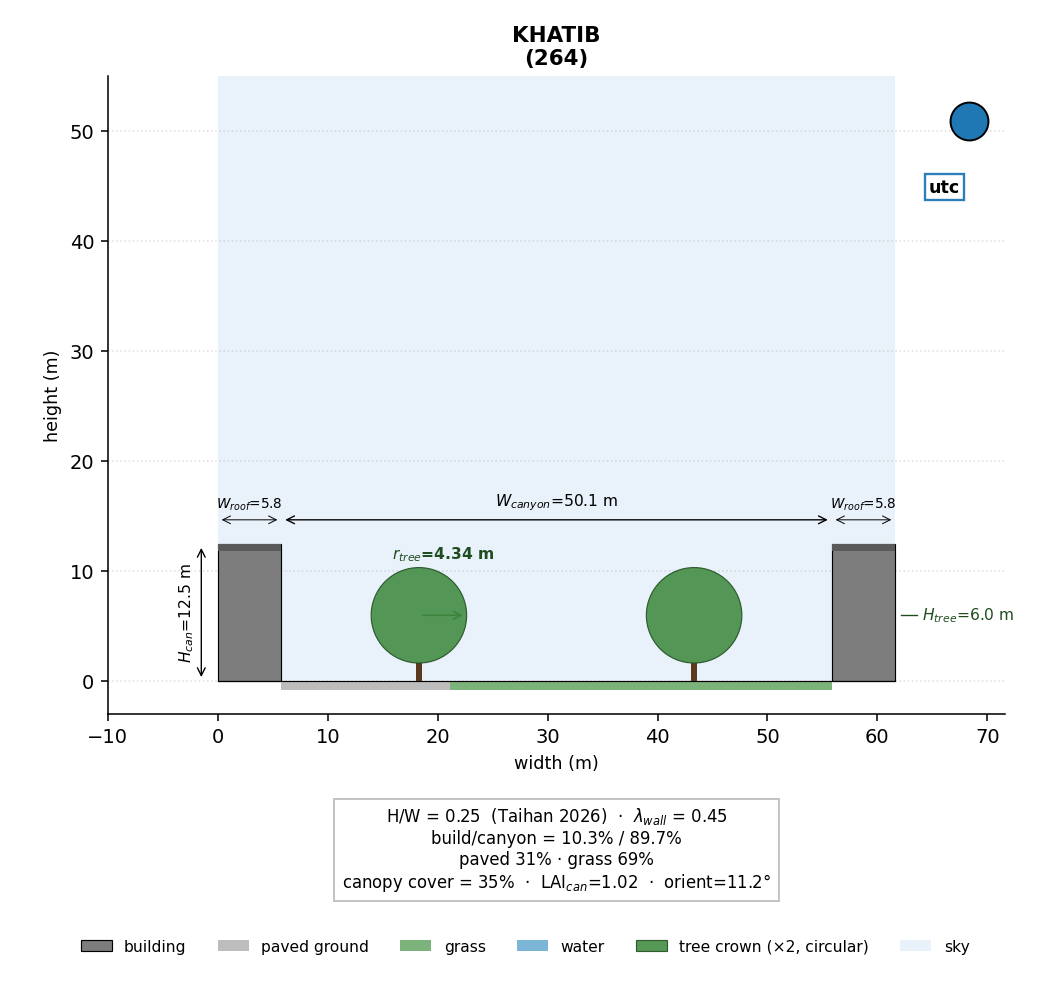 KHATIB
(264)
50
40
30
20
10
0
height (m)
utc
W_roof=5.8
W_canyon=50.1 m
W_roof=5.8
r_tree=4.34 m
H_can=12.5 m
H_tree=6.0 m
−10 0 10 20 30 40 50 60 70
width (m)
H/W = 0.25 (Taihan 2026) · λ_wall = 0.45
build/canyon = 10.3% / 89.7%
paved 31% · grass 69%
canopy cover = 35% · LAI_can=1.02 · orient=11.2°
building paved ground grass water tree crown (×2, circular) sky